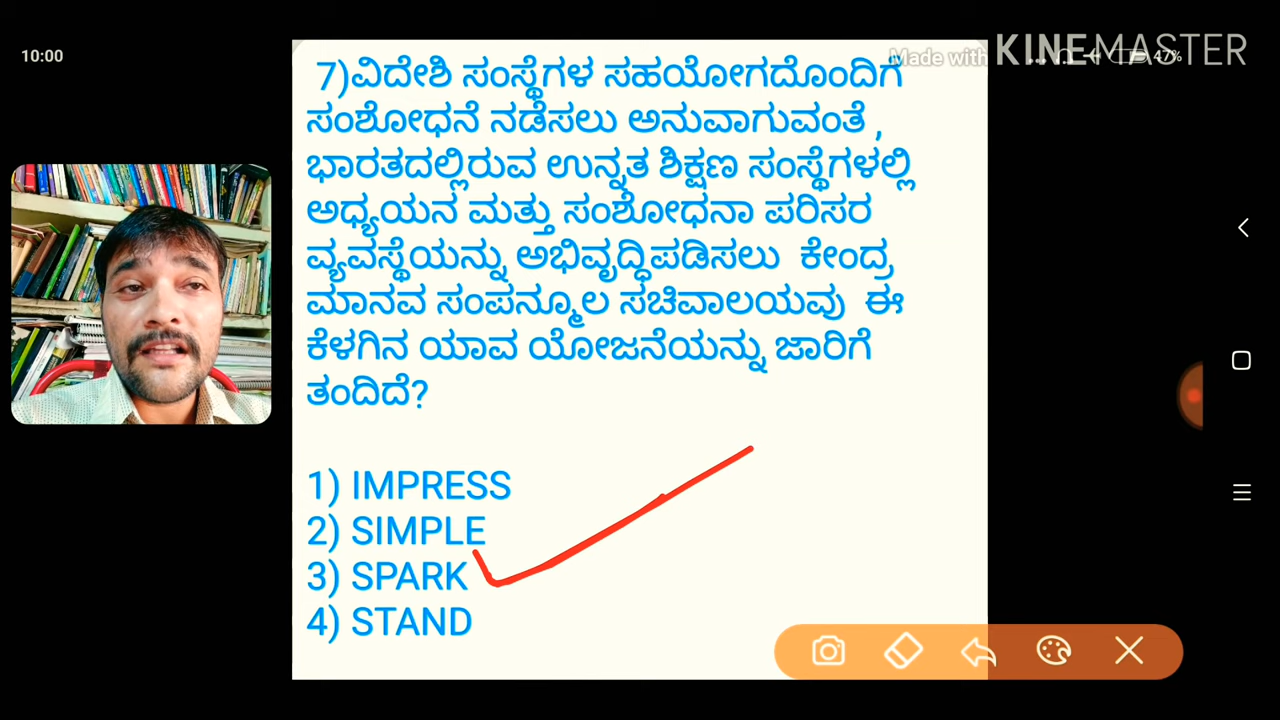 10:00
Made with KINEMASTER
47%
7)ವಿದೇಶಿ ಸಂಸ್ಥೆಗಳ ಸಹಯೋಗದೊಂದಿಗೆ
ಸಂಶೋಧನೆ ನಡೆಸಲು ಅನುವಾಗುವಂತೆ ,
ಭಾರತದಲ್ಲಿರುವ ಉನ್ನತ ಶಿಕ್ಷಣ ಸಂಸ್ಥೆಗಳಲ್ಲಿ
ಅಧ್ಯಯನ ಮತ್ತು ಸಂಶೋಧನಾ ಪರಿಸರ
ವ್ಯವಸ್ಥೆಯನ್ನು ಅಭಿವೃದ್ಧಿಪಡಿಸಲು ಕೇಂದ್ರ
ಮಾನವ ಸಂಪನ್ಮೂಲ ಸಚಿವಾಲಯವು ಈ
ಕೆಳಗಿನ ಯಾವ ಯೋಜನೆಯನ್ನು ಜಾರಿಗೆ
ತಂದಿದೆ?
1) IMPRESS
2) SIMPLE
3) SPARK
4) STAND